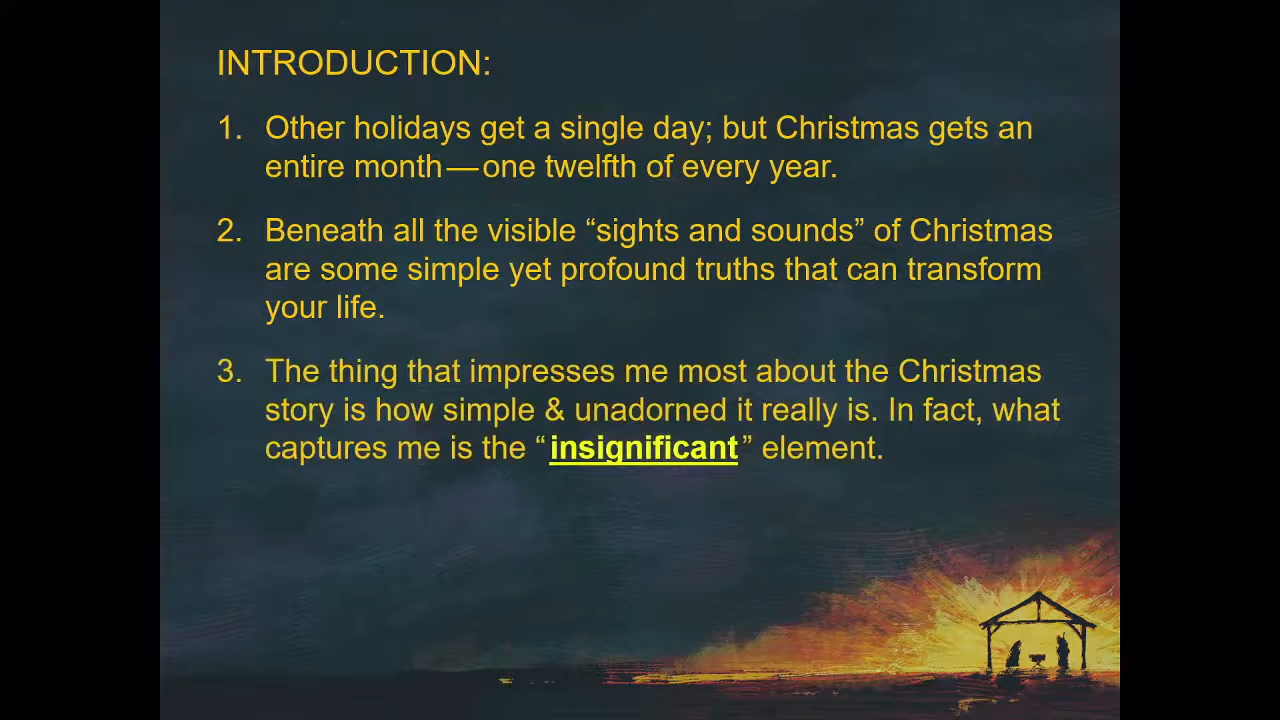 INTRODUCTION:
1. Other holidays get a single day; but Christmas gets an
entire month—one twelfth of every year.
2. Beneath all the visible “sights and sounds” of Christmas
are some simple yet profound truths that can transform
your life.
3. The thing that impresses me most about the Christmas
story is how simple & unadorned it really is. In fact, what
captures me is the “insignificant” element.